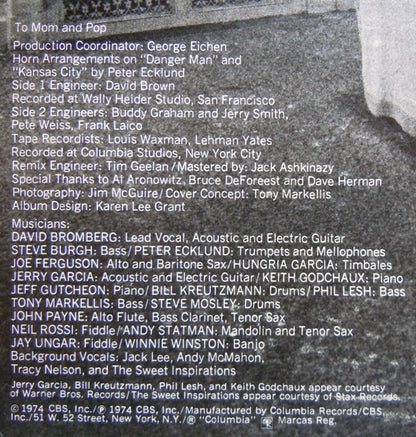 To Mom and Pop
Production Coordinator: George Eichen
Horn Arrangements on "Danger Man" and
"Kansas City" by Peter Ecklund
Side 1 Engineer: David Brown
Recorded at Wally Heider Studio, San Francisco
Side 2 Engineers: Buddy Graham and Jerry Smith,
Pete Weiss, Frank Laico
Tape Recordists: Louis Waxman, Lehman Yates
Recorded at Columbia Studios, New York City
Remix Engineer: Tim Geelan/Mastered by: Jack Ashkinazy
Special Thanks to Al Aronowitz, Bruce DeForeest and Dave Herman
Photography: Jim McGuire/Cover Concept: Tony Markellis
Album Design: Karen Lee Grant
Musicians:
DAVID BROMBERG: Lead Vocal, Acoustic and Electric Guitar
STEVE BURGH: Bass/PETER ECKLUND: Trumpets and Mellophones
JOE FERGUSON: Alto and Baritone Sax/HUNGRIA GARCIA: Timbales
JERRY GARCIA: Acoustic and Electric Guitar/KEITH GODCHAUX: Piano
JEFF GUTCHEON: Piano/BILL KREUTZMANN: Drums/PHIL LESH: Bass
TONY MARKELLIS: Bass/STEVE MOSLEY: Drums
JOHN PAYNE: Alto Flute, Bass Clarinet, Tenor Sax
NEIL ROSSI: Fiddle/ANDY STATMAN: Mandolin and Tenor Sax
JAY UNGAR: Fiddle/WINNIE WINSTON: Banjo
Background Vocals: Jack Lee, Andy McMahon,
Tracy Nelson, and The Sweet Inspirations
Jerry Garcia, Bill Kreutzmann, Phil Lesh, and Keith Godchaux appear courtesy
of Warner Bros. Records/The Sweet Inspirations appear courtesy of Stax Records.
© 1974 CBS, Inc./℗ 1974 CBS, Inc./Manufactured by Columbia Records/CBS,
Inc./51 W. 52 Street, New York, N.Y./® "Columbia" Marcas Reg.